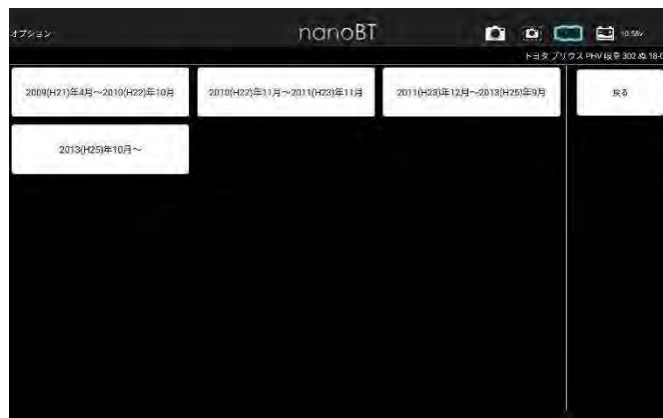 オプション
nanoBT
10.58v
トヨタ プリウス PHV 岐阜 302 ぬ 18-0
2009(H21)年4月～2010(H22)年10月
2010(H22)年11月～2011(H23)年11月
2011(H23)年12月～2013(H25)年9月
戻る
2013(H25)年10月～